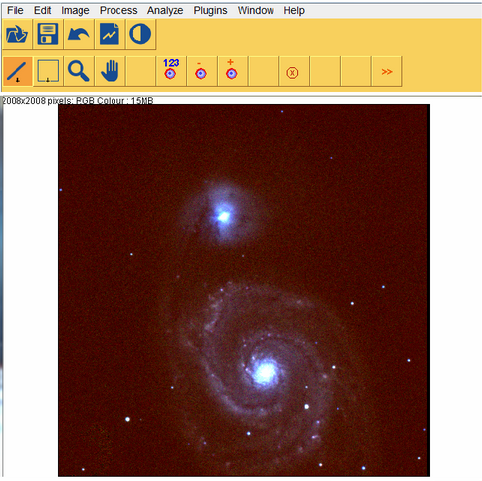 File Edit Image Process Analyze Plugins Window Help
123 - +
>>
2008x2008 pixels; RGB Colour ; 15MB